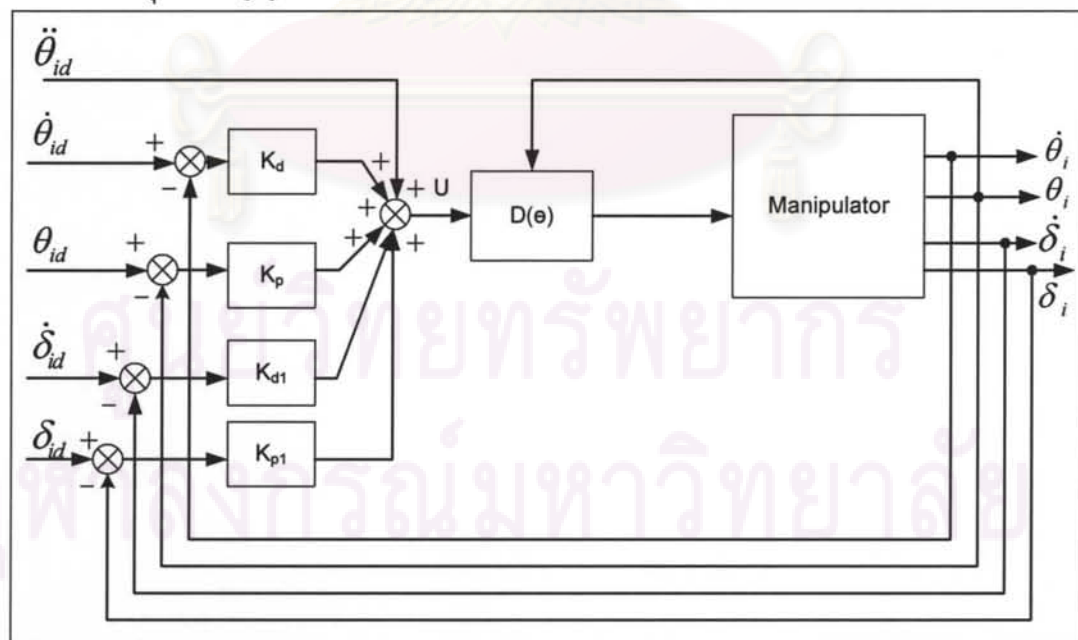 θ̈id
θ̇id
+
−
Kd
+
+ U
+
+
+
D(ɵ)
Manipulator
θ̇i
θi
δ̇i
δi
θid
+
−
Kp
δ̇id
+
−
Kd1
δid
+
−
Kp1
ศูนย์วิทยทรัพยากร
ฬาลงกรณ์มหาวิทยาลัย